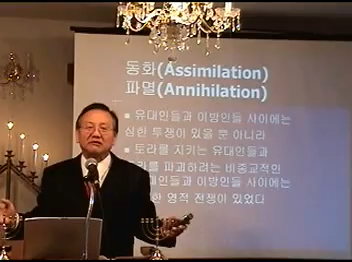 동화(Assimilation)
파멸(Annihilation)
■ 유대인들과 이방인들 사이에는
심한 투쟁이 있을 뿐 아니라
■ 토라를 지키는 유대인들과
파괴하려는 비종교적인
유대인들과 이방인들 사이에는
영적 전쟁이 있었다